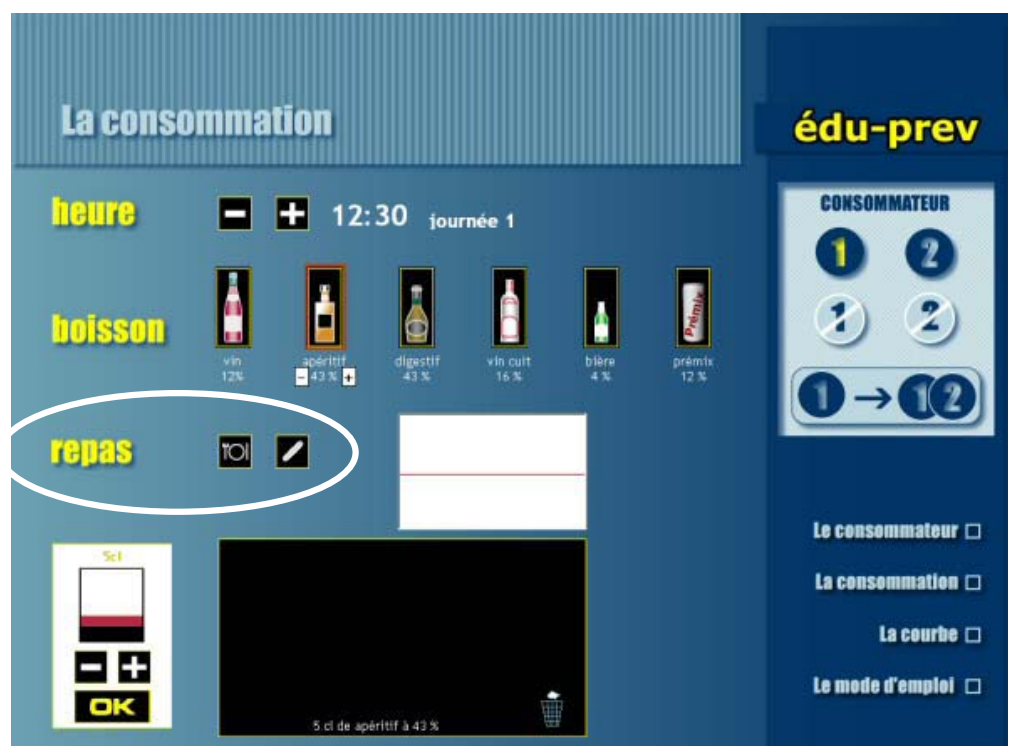 La consommation
édu-prev
heure - + 12:30 journée 1
CONSOMMATEUR
1 2
1 2
1 → 1 2
boisson
Prémix
vin apéritif digestif vin cuit bière prémix
12% - 43 % + 43 % 16 % 4 % 12 %
repas
5cl
- +
OK
5 cl de apéritif à 43 %
Le consommateur
La consommation
La courbe
Le mode d'emploi